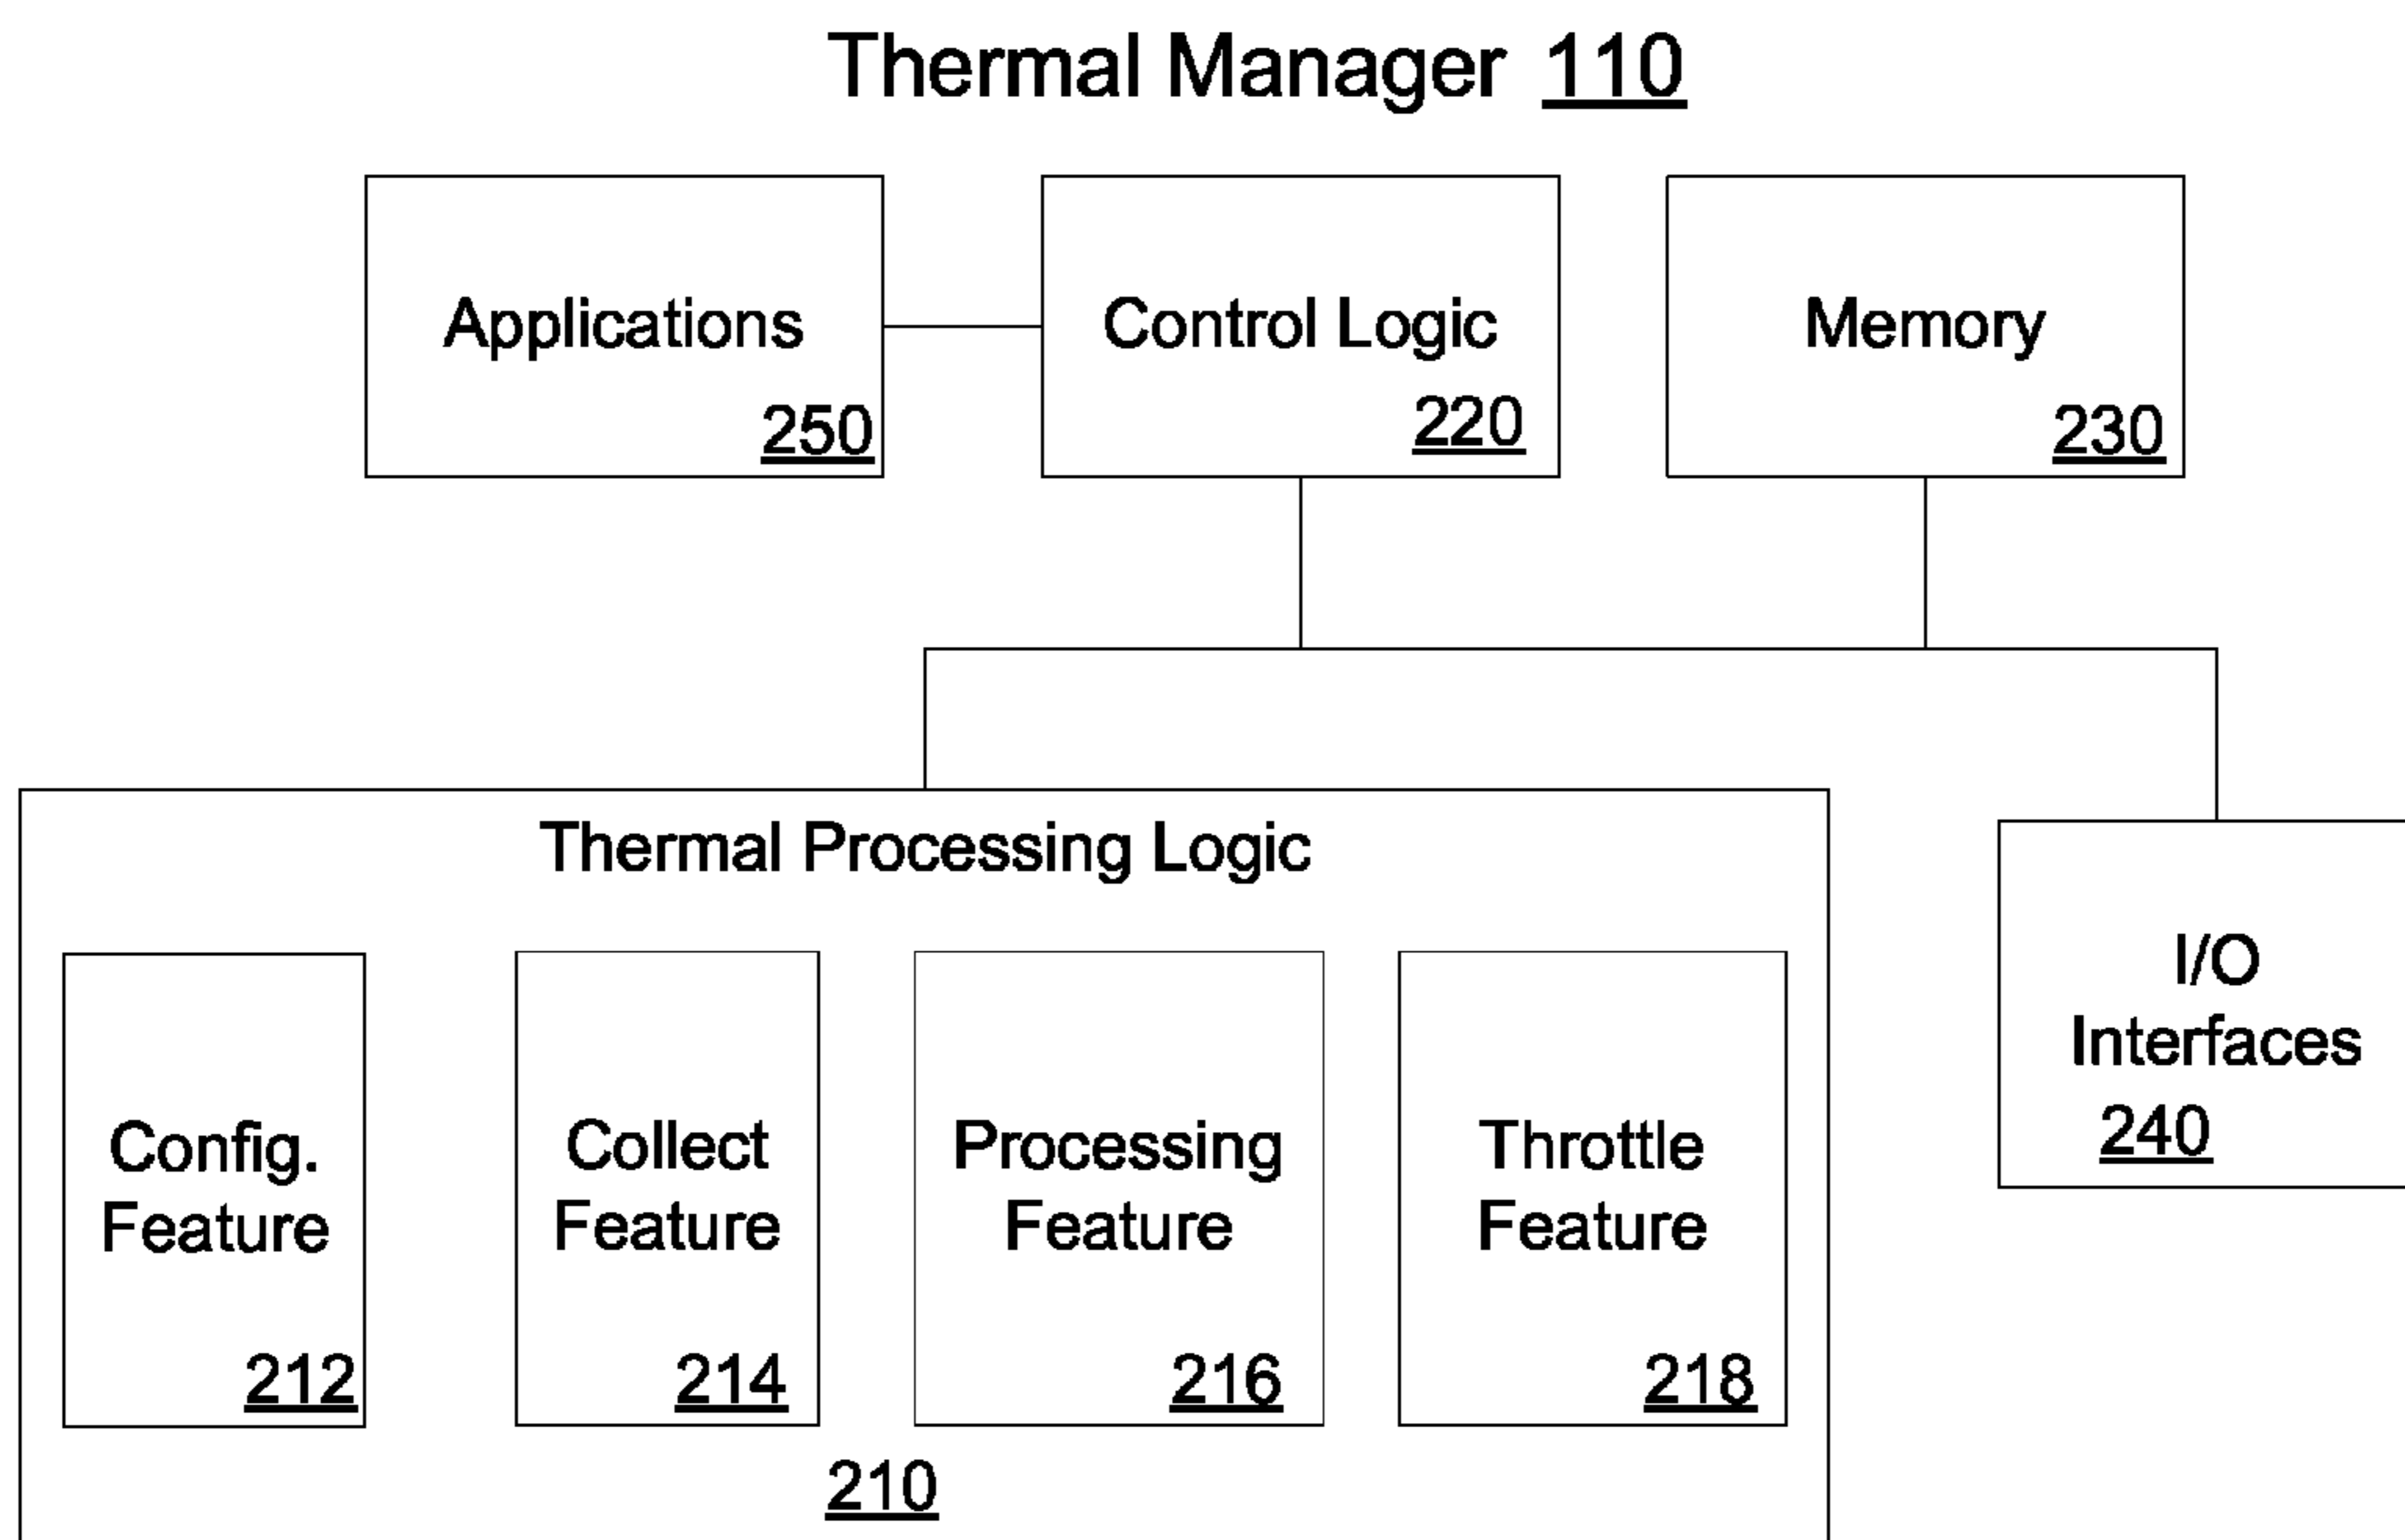 Thermal Manager 110
Applications
250
Control Logic
220
Memory
230
Thermal Processing Logic
Config.
Feature
212
Collect
Feature
214
Processing
Feature
216
Throttle
Feature
218
210
I/O
Interfaces
240